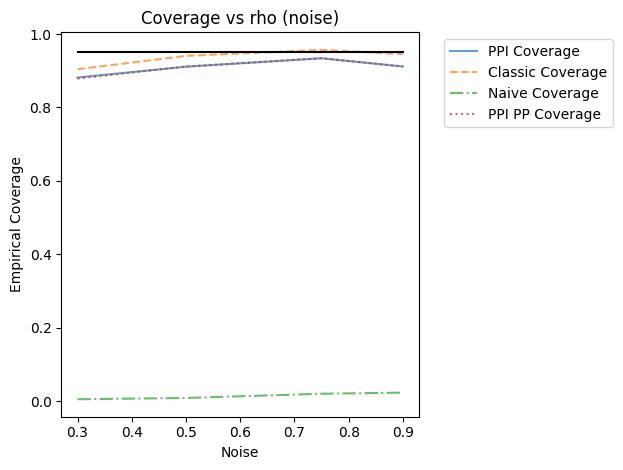 Coverage vs rho (noise)
Empirical Coverage
1.0
0.8
0.6
0.4
0.2
0.0
0.3 0.4 0.5 0.6 0.7 0.8 0.9
Noise
PPI Coverage
Classic Coverage
Naive Coverage
PPI PP Coverage